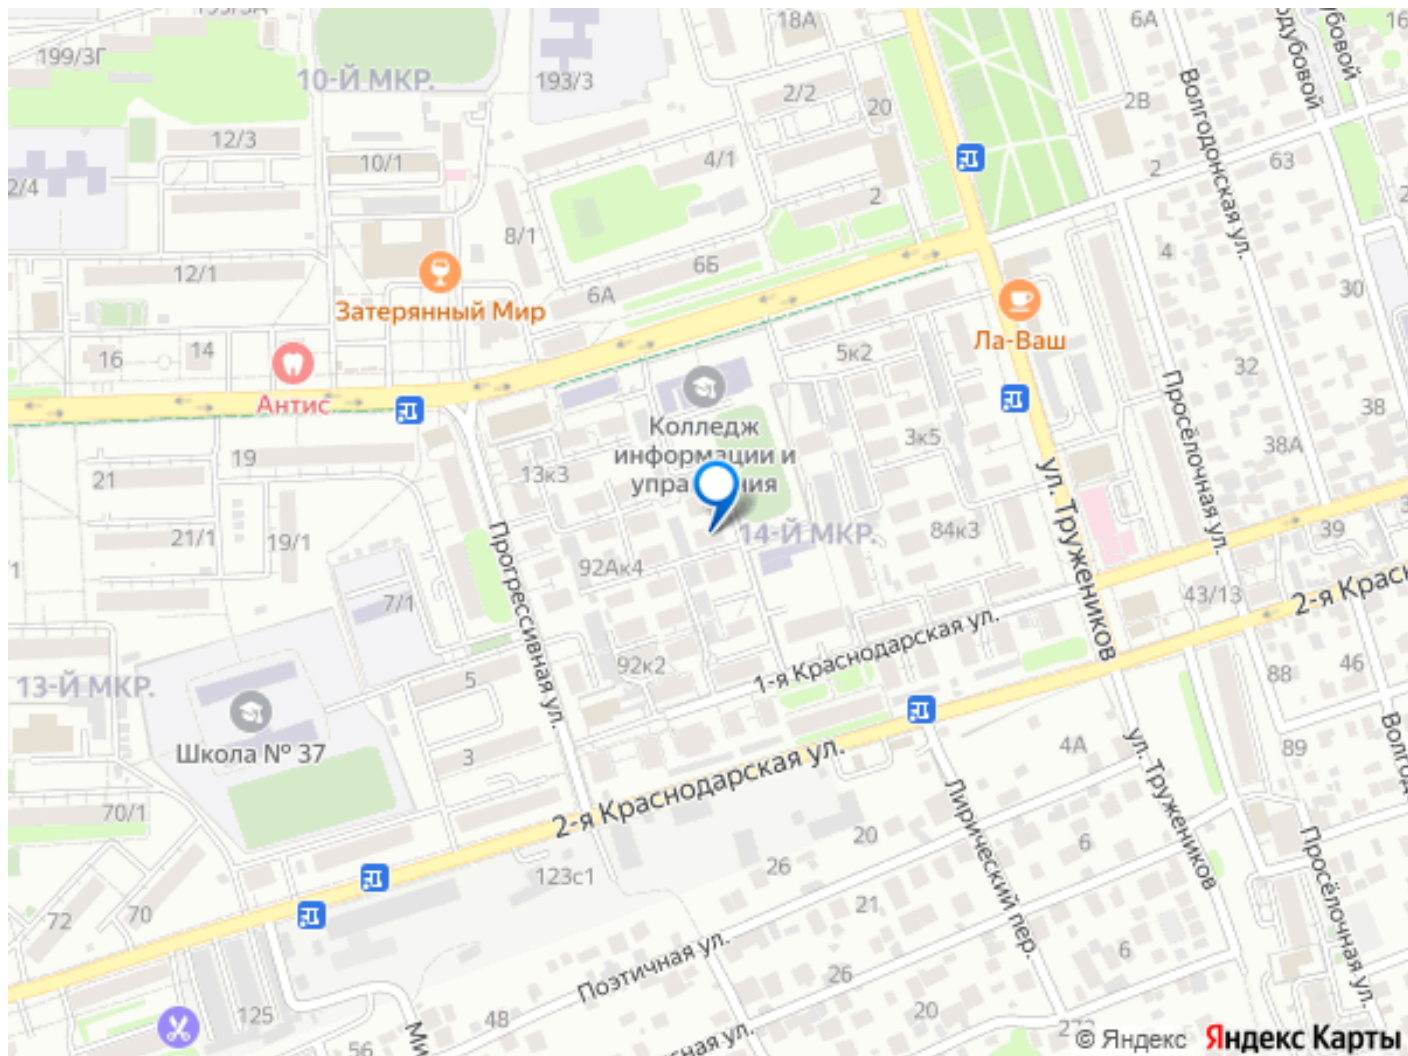 18А
6А
16
199/3Г
10-Й МКР.
193/3
2/2
20
2В
Волгодонская ул.
12/3
10/1
4/1
2
63
2/4
2
8/1
4
12/1
6Б
6А
30
Затерянный Мир
Ла-Ваш
16
14
5к2
32
Антис
Просёлочная ул.
38
Колледж
информации и
упра ния
3к5
38А
19
21
13к3
ул. Тружеников
21/1
19/1
Прогрессивная ул.
14-Й МКР.
84к3
39
92Ак4
7/1
43/13
2-я Крас
1-я Краснодарская ул.
13-Й МКР.
5
92к2
88
46
Школа № 37
3
2-я Краснодарская ул.
4А
89
ул. Тружеников
70/1
Лирический пер.
20
6
Просёлочная ул.
123с1
26
72
70
21
6
Поэтичная ул.
26
125
48
20
56
© Яндекс Яндекс Карты